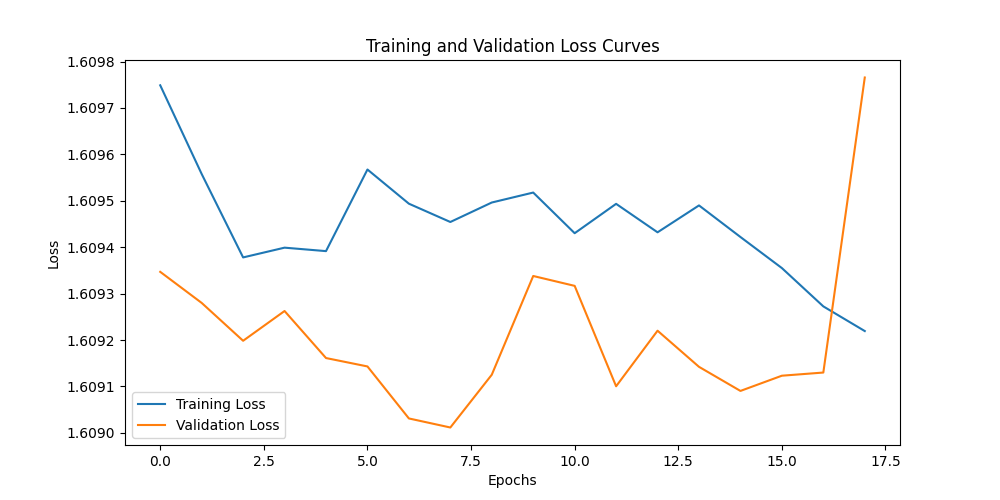 Training and Validation Loss Curves
1.6098
1.6097
1.6096
1.6095
1.6094
1.6093
1.6092
1.6091
1.6090
Loss
Training Loss
Validation Loss
0.0 2.5 5.0 7.5 10.0 12.5 15.0 17.5
Epochs